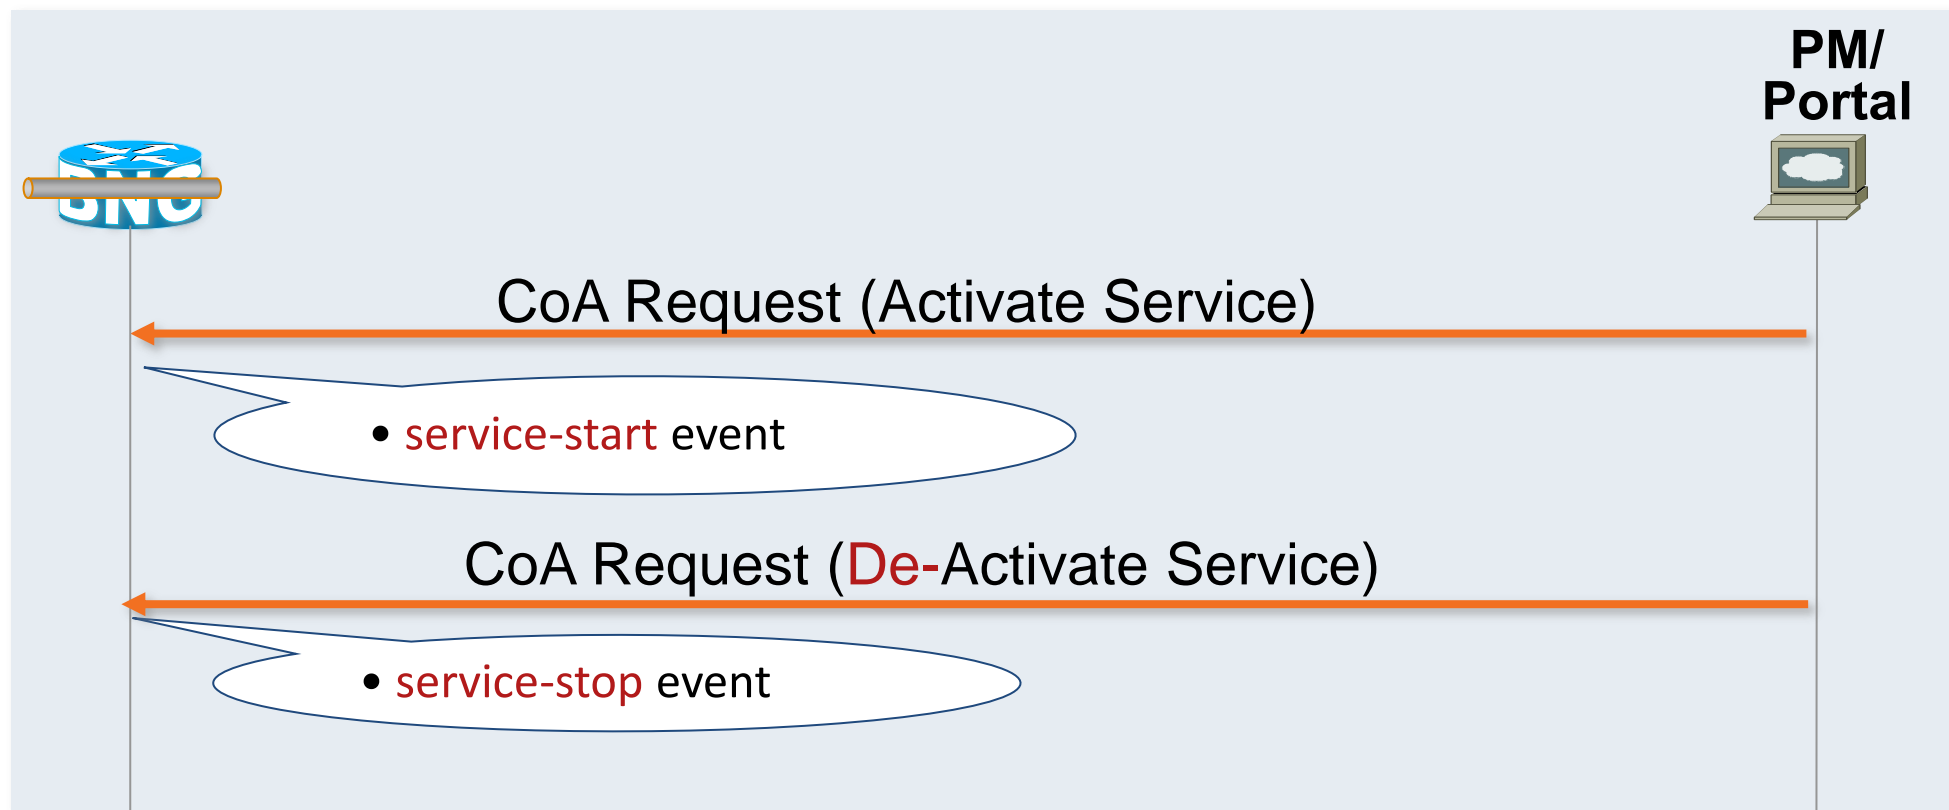 PM/
Portal
BNG
CoA Request (Activate Service)
• service-start event
CoA Request (De-Activate Service)
• service-stop event